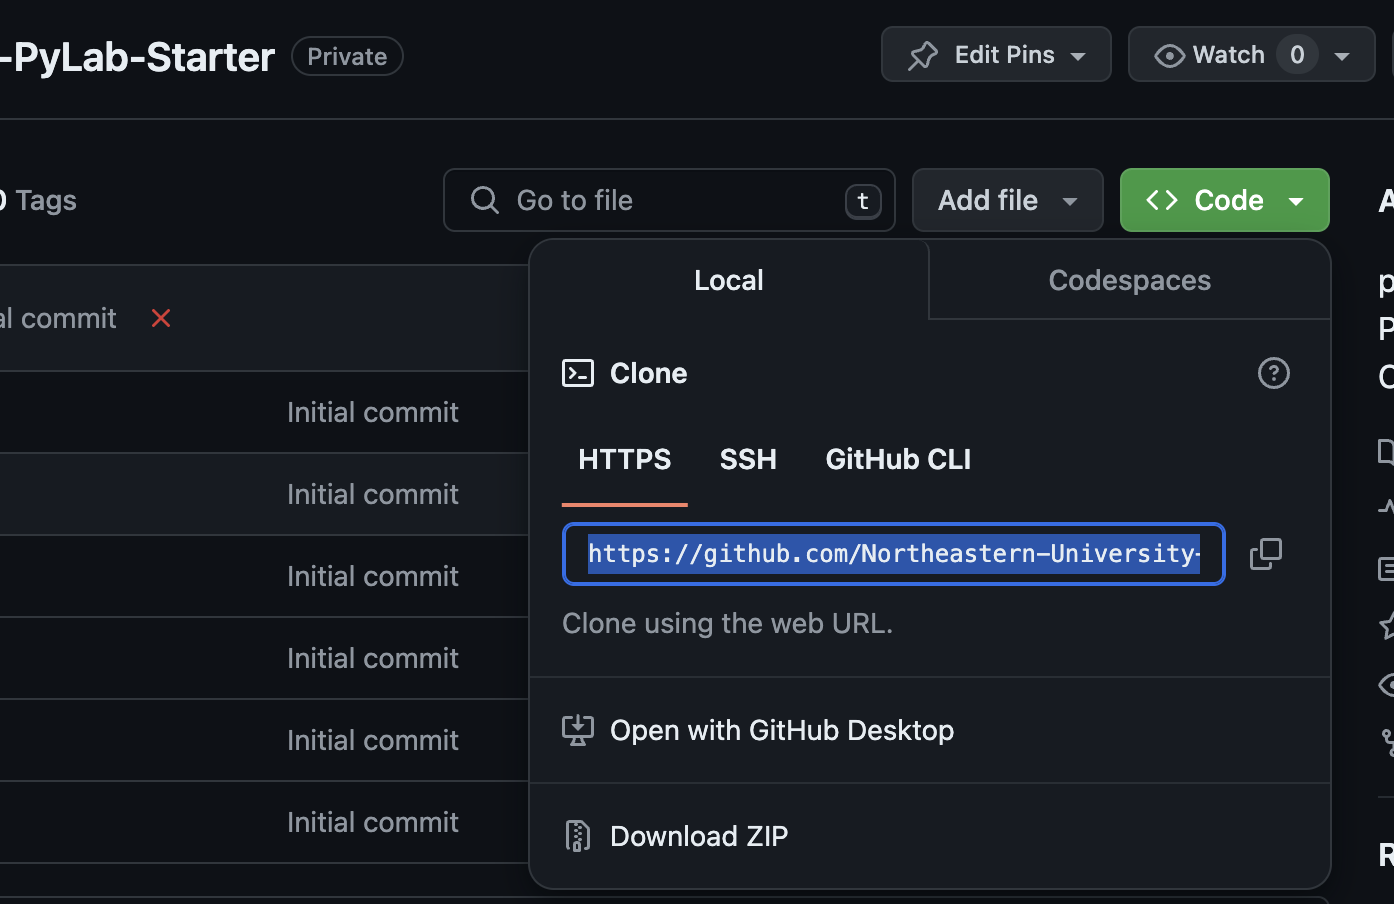 -PyLab-Starter Private Edit Pins Watch 0
0 Tags Go to file t Add file <> Code
Local Codespaces
al commit
Clone
Initial commit
HTTPS SSH GitHub CLI
Initial commit
https://github.com/Northeastern-University-
Initial commit
Clone using the web URL.
Initial commit
Open with GitHub Desktop
Initial commit
Initial commit
Download ZIP